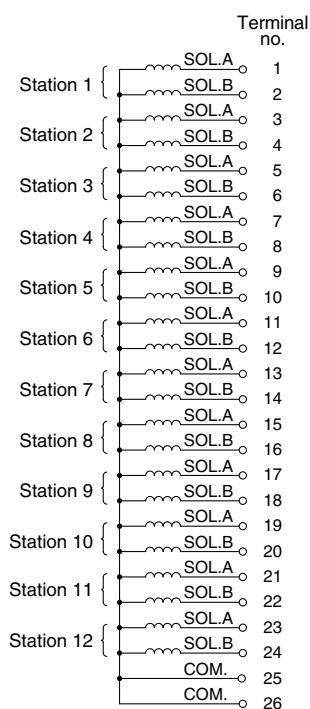 Terminal
no.
SOL.A 1
Station 1 SOL.B 2
SOL.A 3
Station 2 SOL.B 4
SOL.A 5
Station 3 SOL.B 6
SOL.A 7
Station 4 SOL.B 8
SOL.A 9
Station 5 SOL.B 10
SOL.A 11
Station 6 SOL.B 12
SOL.A 13
Station 7 SOL.B 14
SOL.A 15
Station 8 SOL.B 16
SOL.A 17
Station 9 SOL.B 18
SOL.A 19
Station 10 SOL.B 20
SOL.A 21
Station 11 SOL.B 22
SOL.A 23
Station 12 SOL.B 24
COM. 25
COM. 26